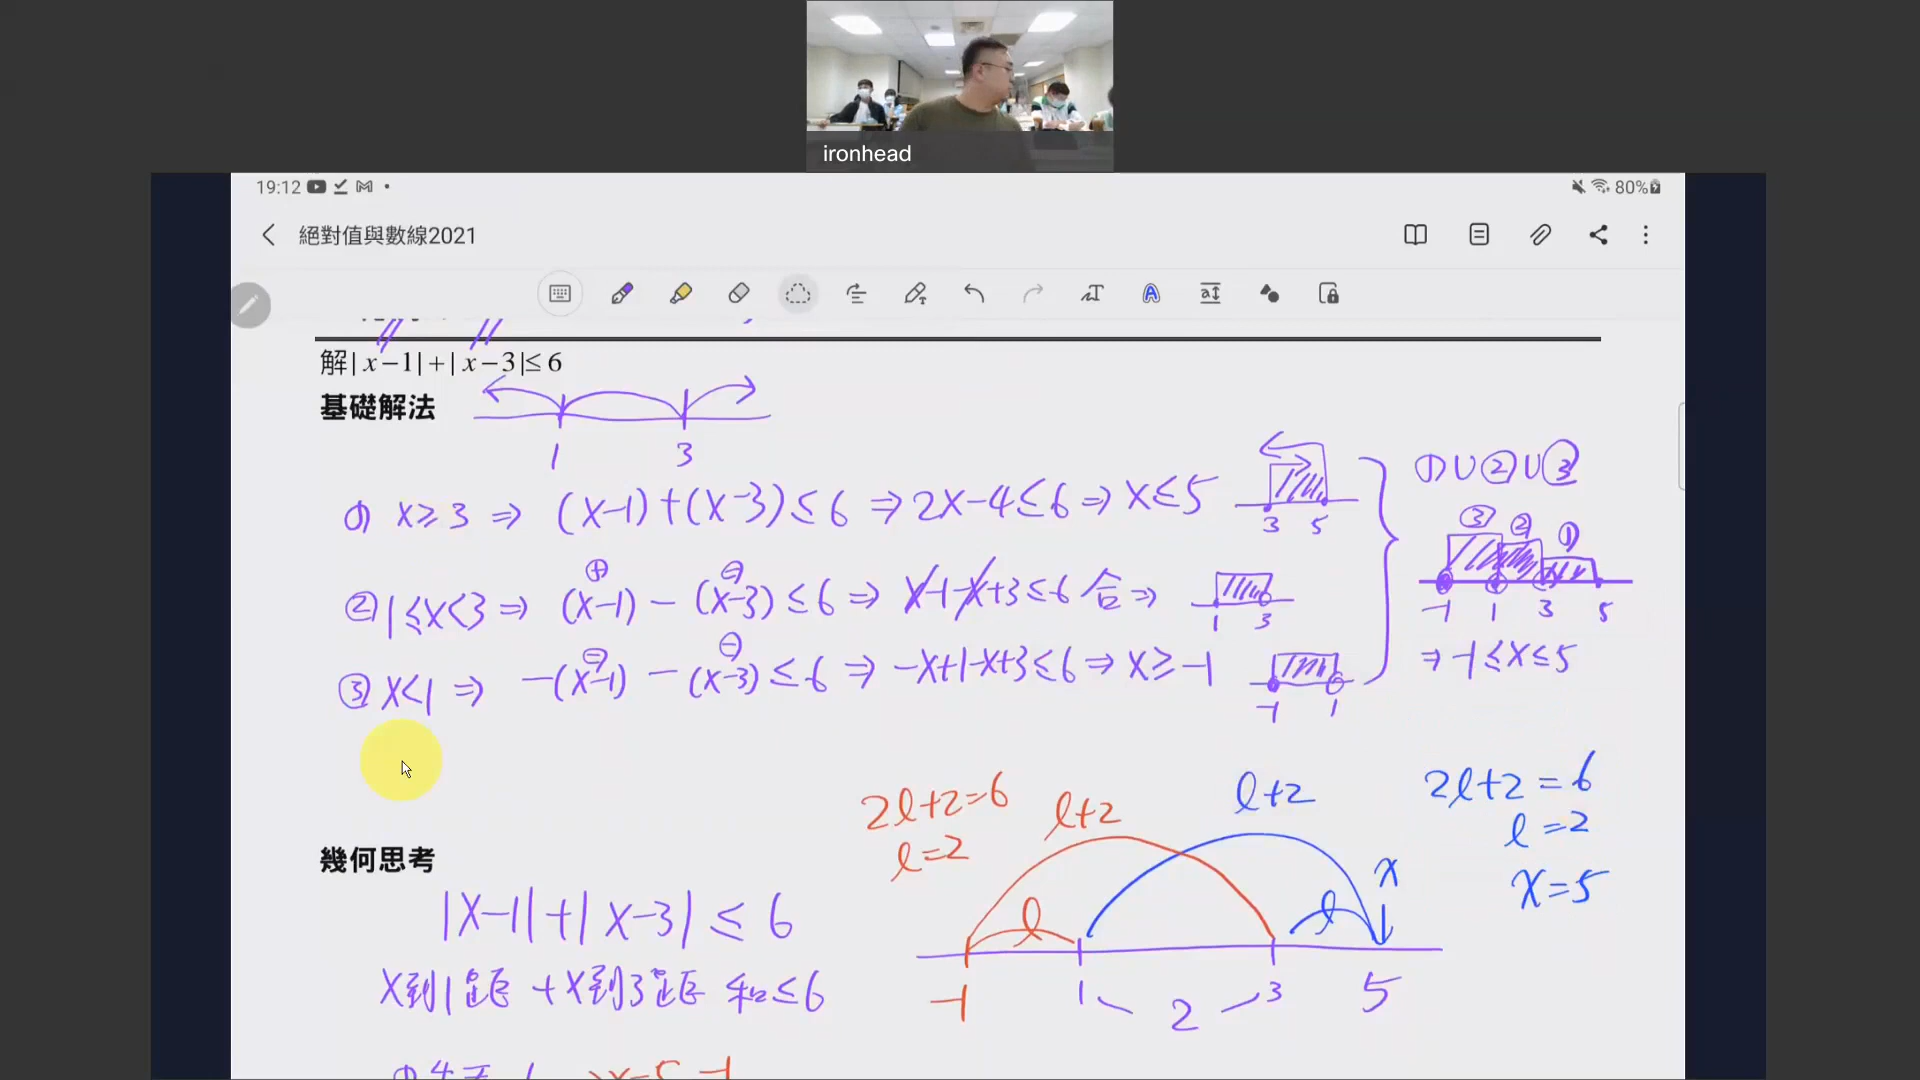 ironhead
19:12
80%
絕對值與數線2021
解|x−1|+|x−3|≤6
基礎解法
1 3
① x≥3 ⇒ (x-1)+(x-3)≤6 ⇒ 2x-4≤6 ⇒ x≤5
3 5
①∪②∪③
③ ② ①
-1 1 3 5
⇒ -1≤x≤5
⊕ ⊖
② 1≤x<3 ⇒ (x-1) - (x-3) ≤6 ⇒ x-1-x+3≤6 合 ⇒
1 3
⊖ ⊖
③ x<1 ⇒ -(x-1) - (x-3) ≤6 ⇒ -x+1-x+3≤6 ⇒ x≥-1
-1 1
2l+2=6
l=2
l+2
l+2
2l+2=6
l=2
x=5
l
l
x
-1 1 2 3 5
幾何思考
|x-1|+|x-3| ≤ 6
x到1距 +x到3距 和≤6